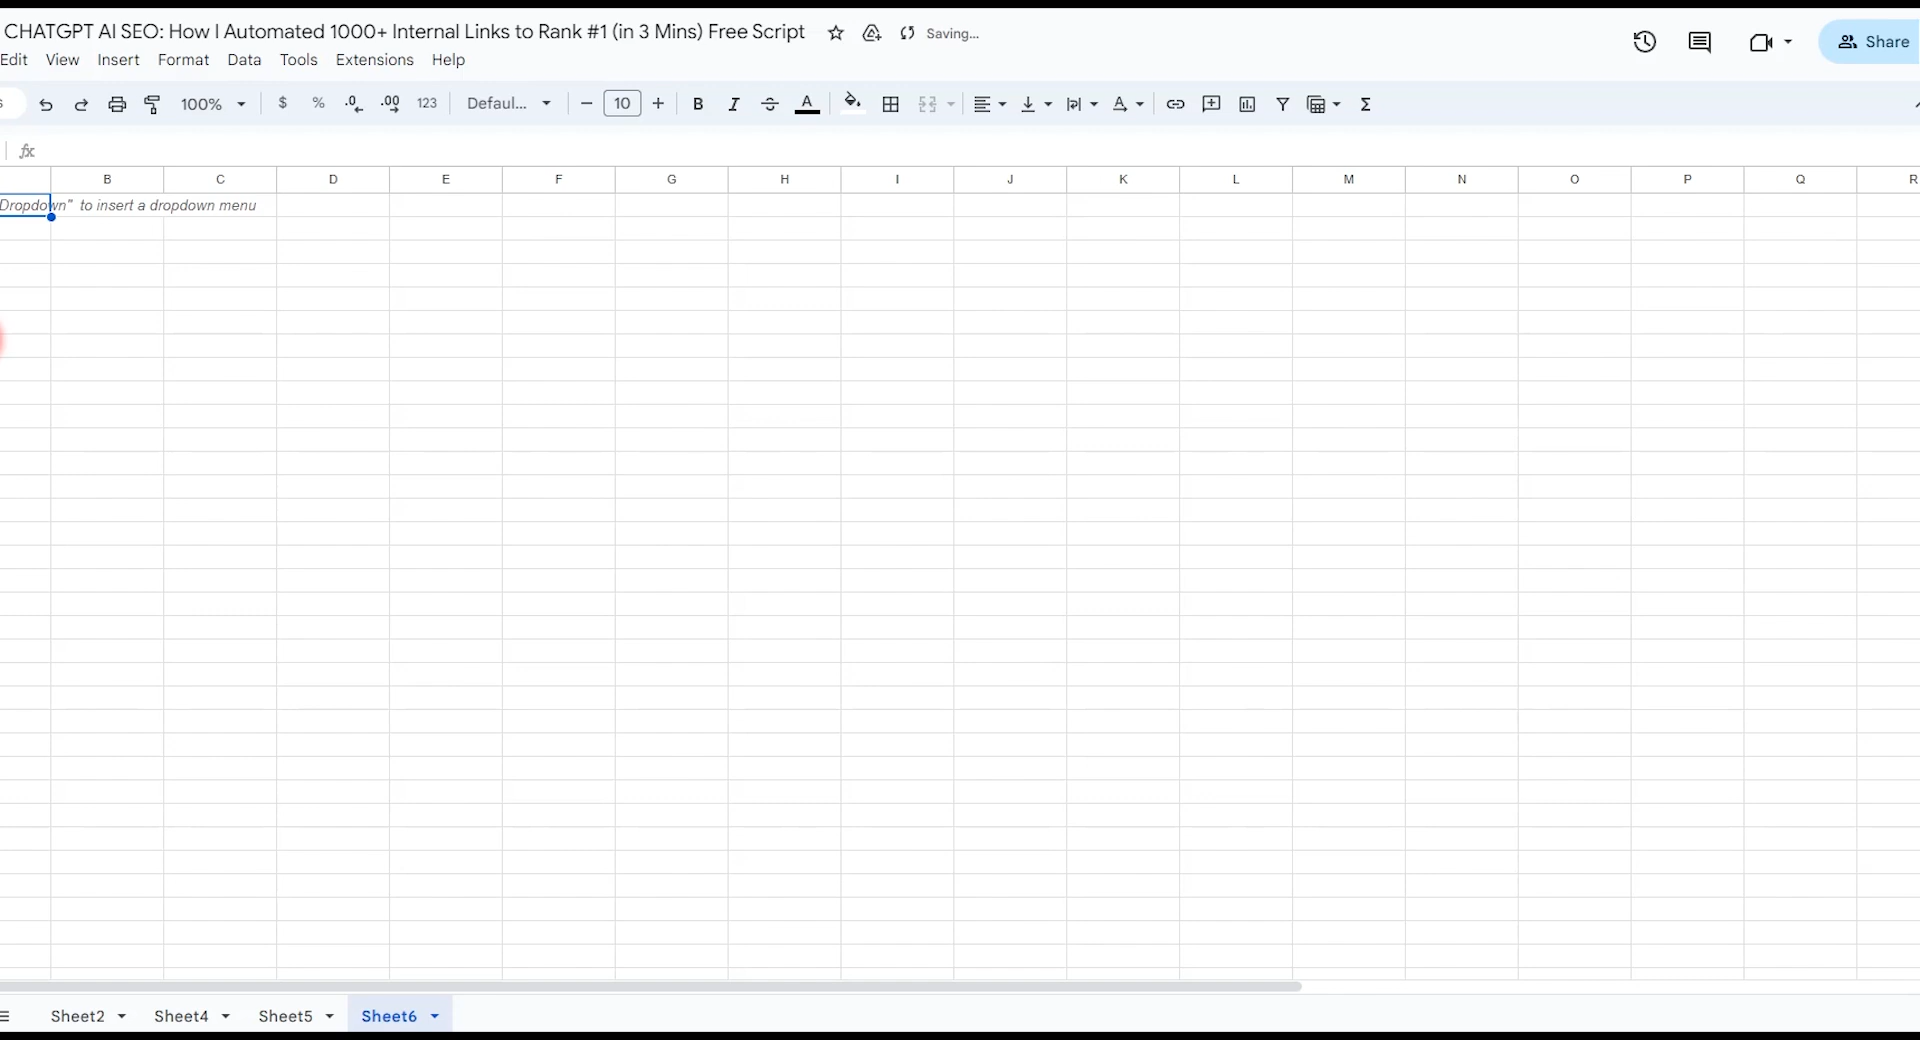 CHATGPT AI SEO: How I Automated 1000+ Internal Links to Rank #1 (in 3 Mins) Free Script Saving...
Share
Edit View Insert Format Data Tools Extensions Help
100% $ % .0 .00 123 Defaul... 10 B I A A Σ
fx
B C D E F G H I J K L M N O P Q R
Dropdown" to insert a dropdown menu
Sheet2 Sheet4 Sheet5 Sheet6